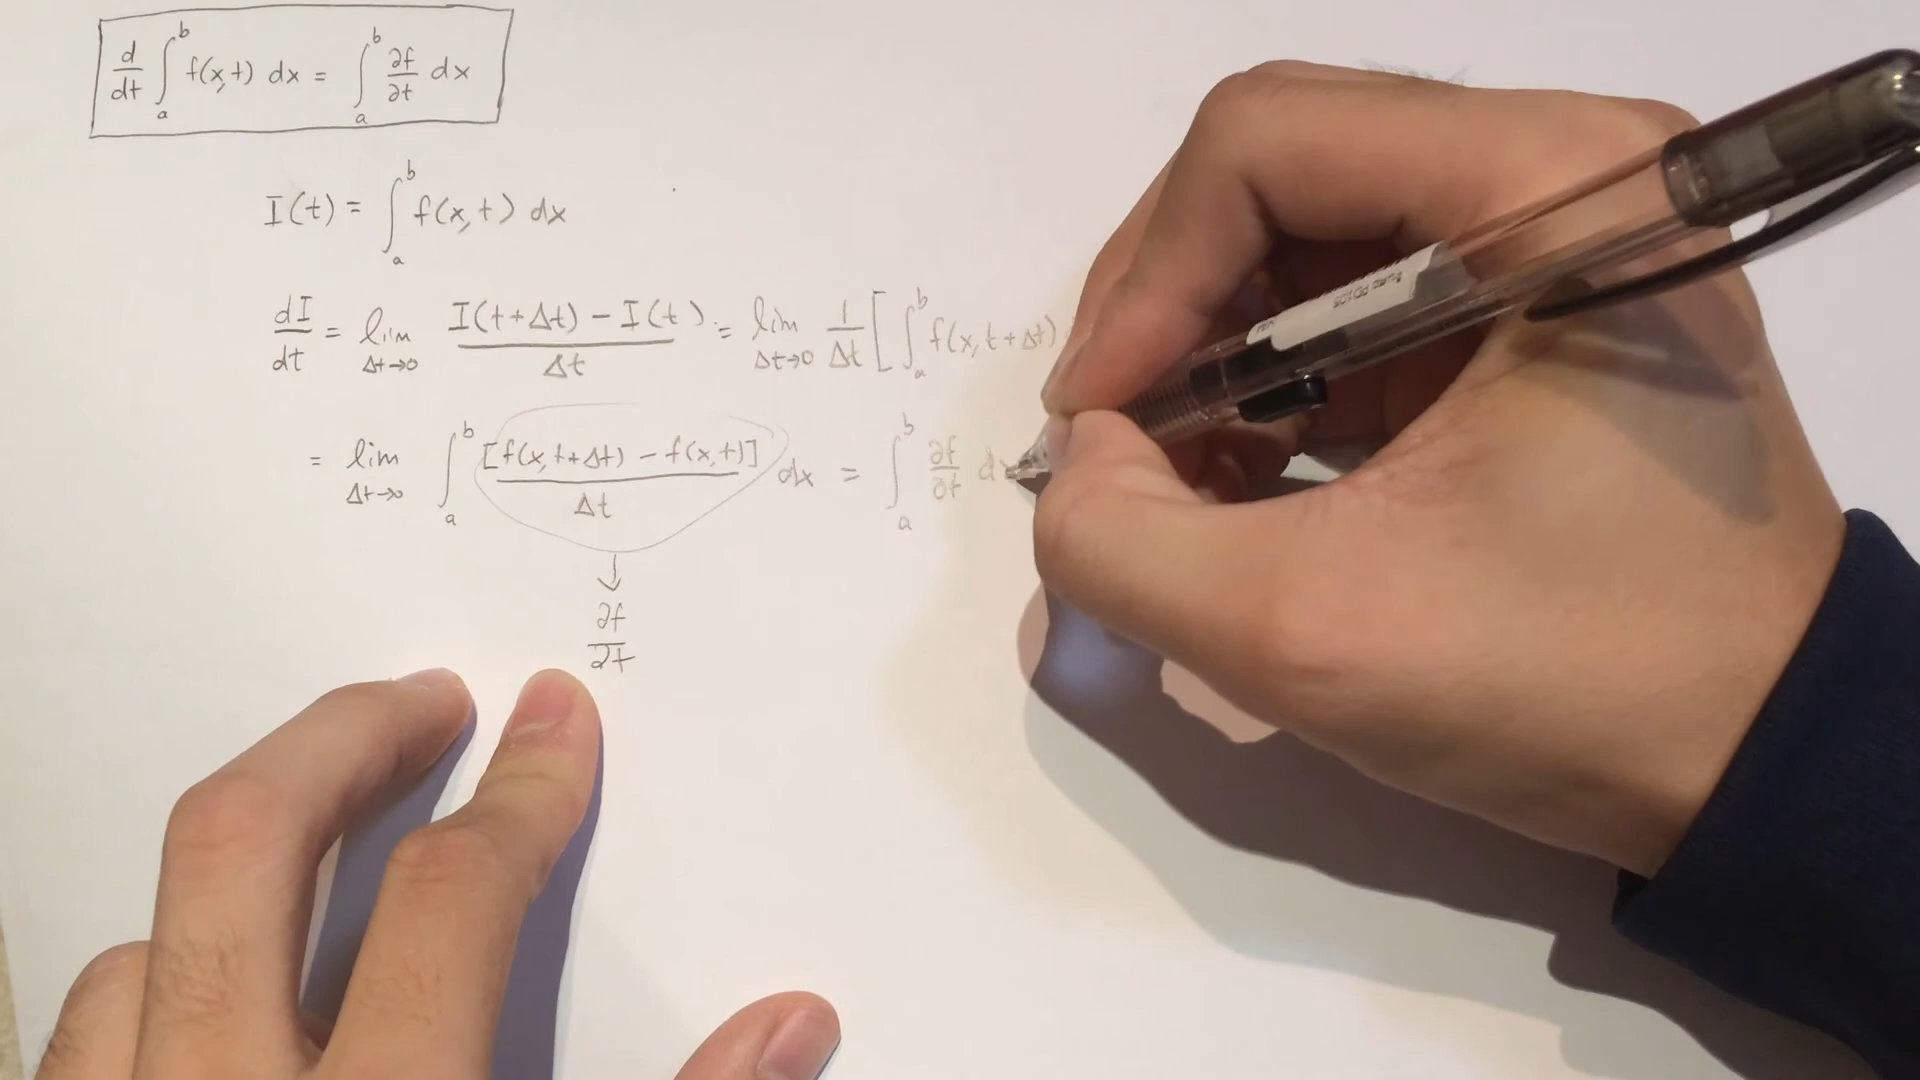 d/dt ∫_a^b f(x,t) dx = ∫_a^b ∂f/∂t dx
I(t) = ∫_a^b f(x,t) dx
dI/dt = lim_{Δt→0} (I(t+Δt) − I(t))/Δt = lim_{Δt→0} 1/Δt [∫_a^b f(x,t+Δt)
= lim_{Δt→0} ∫_a^b [f(x,t+Δt) − f(x,t)]/Δt dx = ∫_a^b ∂f/∂t dx
↓
∂f/∂t